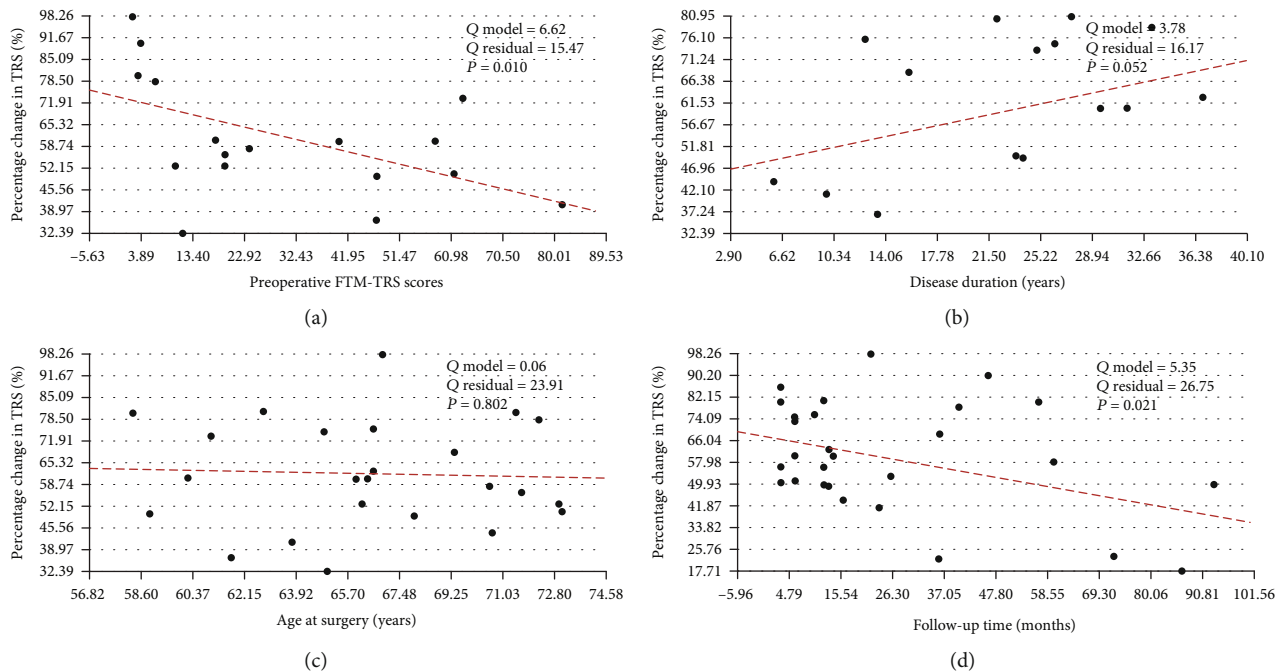 98.26
91.67
85.09
78.50
71.91
65.32
58.74
52.15
45.56
38.97
32.39
Percentage change in TRS (%)
Q model = 6.62
Q residual = 15.47
P = 0.010
−5.63 3.89 13.40 22.92 32.43 41.95 51.47 60.98 70.50 80.01 89.53
Preoperative FTM-TRS scores
(a)
80.95
76.10
71.24
66.38
61.53
56.67
51.81
46.96
42.10
37.24
32.39
Percentage change in TRS (%)
Q model = 3.78
Q residual = 16.17
P = 0.052
2.90 6.62 10.34 14.06 17.78 21.50 25.22 28.94 32.66 36.38 40.10
Disease duration (years)
(b)
98.26
91.67
85.09
78.50
71.91
65.32
58.74
52.15
45.56
38.97
32.39
Percentage change in TRS (%)
Q model = 0.06
Q residual = 23.91
P = 0.802
56.82 58.60 60.37 62.15 63.92 65.70 67.48 69.25 71.03 72.80 74.58
Age at surgery (years)
(c)
98.26
90.20
82.15
74.09
66.04
57.98
49.93
41.87
33.82
25.76
17.71
Percentage change in TRS (%)
Q model = 5.35
Q residual = 26.75
P = 0.021
-5.96 4.79 15.54 26.30 37.05 47.80 58.55 69.30 80.06 90.81 101.56
Follow-up time (months)
(d)